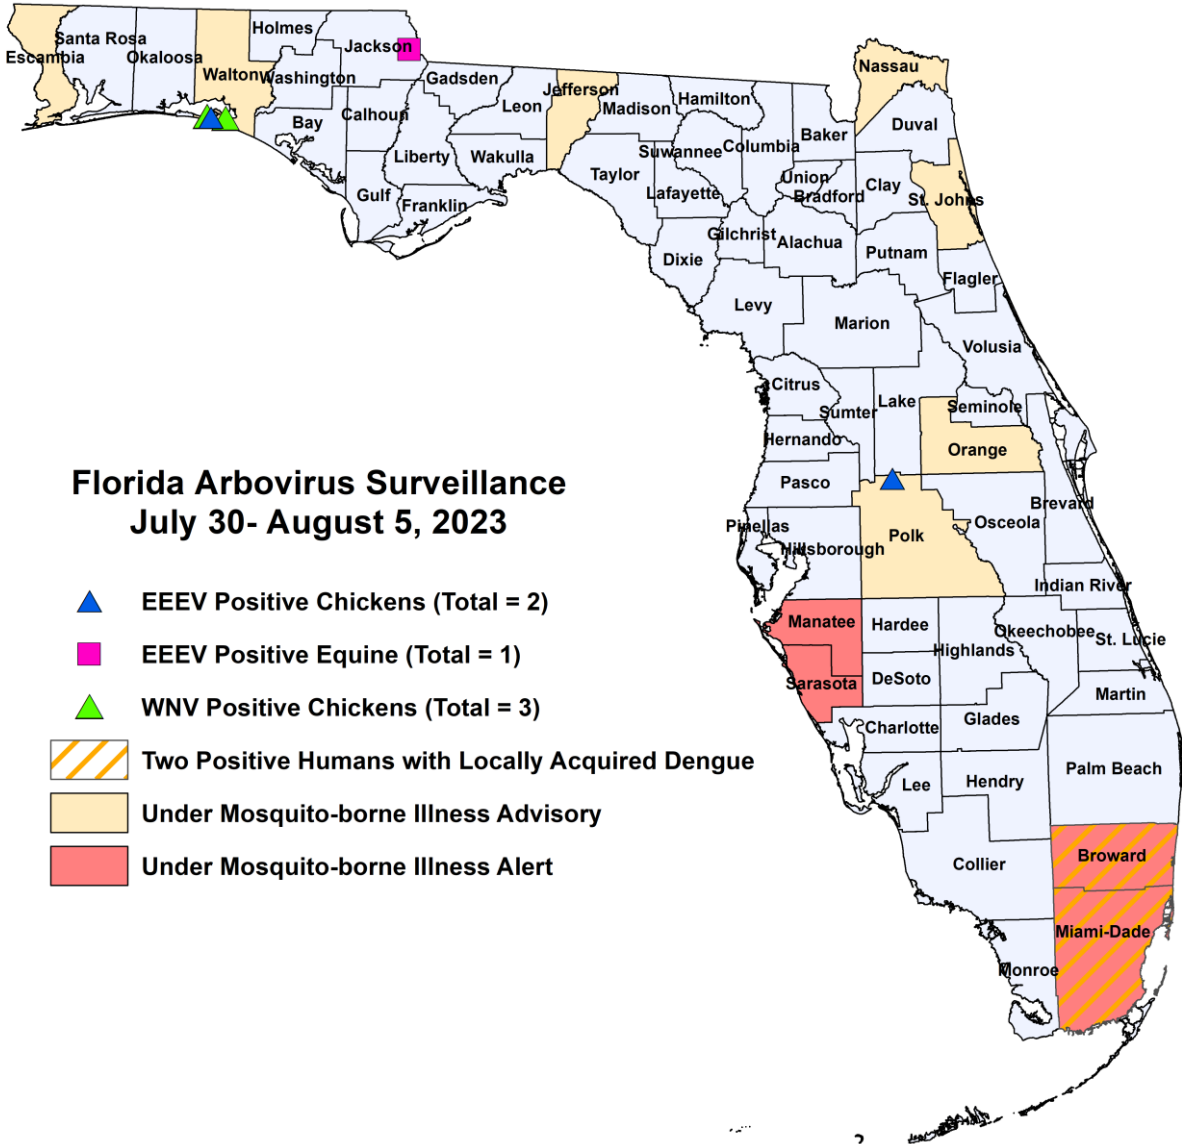 Holmes
Santa Rosa
Jackson
Escambia
Okaloosa
Nassau
Walton
Washington
Gadsden
Jefferson
Hamilton
Leon
Madison
Calhoun
Bay
Duval
Baker
Columbia
Suwannee
Liberty
Wakulla
Taylor
Union
Clay
Gulf
Lafayette
Bradford
St. Johns
Franklin
Gilchrist
Alachua
Putnam
Dixie
Flagler
Levy
Marion
Volusia
Citrus
Lake
Seminole
Sumter
Hernando
Orange
Florida Arbovirus Surveillance
July 30- August 5, 2023
Pasco
Brevard
Pinellas
Osceola
Polk
Hillsborough
Indian River
EEEV Positive Chickens (Total = 2)
Manatee
Hardee
Okeechobee
St. Lucie
Highlands
EEEV Positive Equine (Total = 1)
DeSoto
Sarasota
Martin
WNV Positive Chickens (Total = 3)
Glades
Charlotte
Two Positive Humans with Locally Acquired Dengue
Palm Beach
Hendry
Lee
Under Mosquito-borne Illness Advisory
Broward
Collier
Under Mosquito-borne Illness Alert
Miami-Dade
Monroe